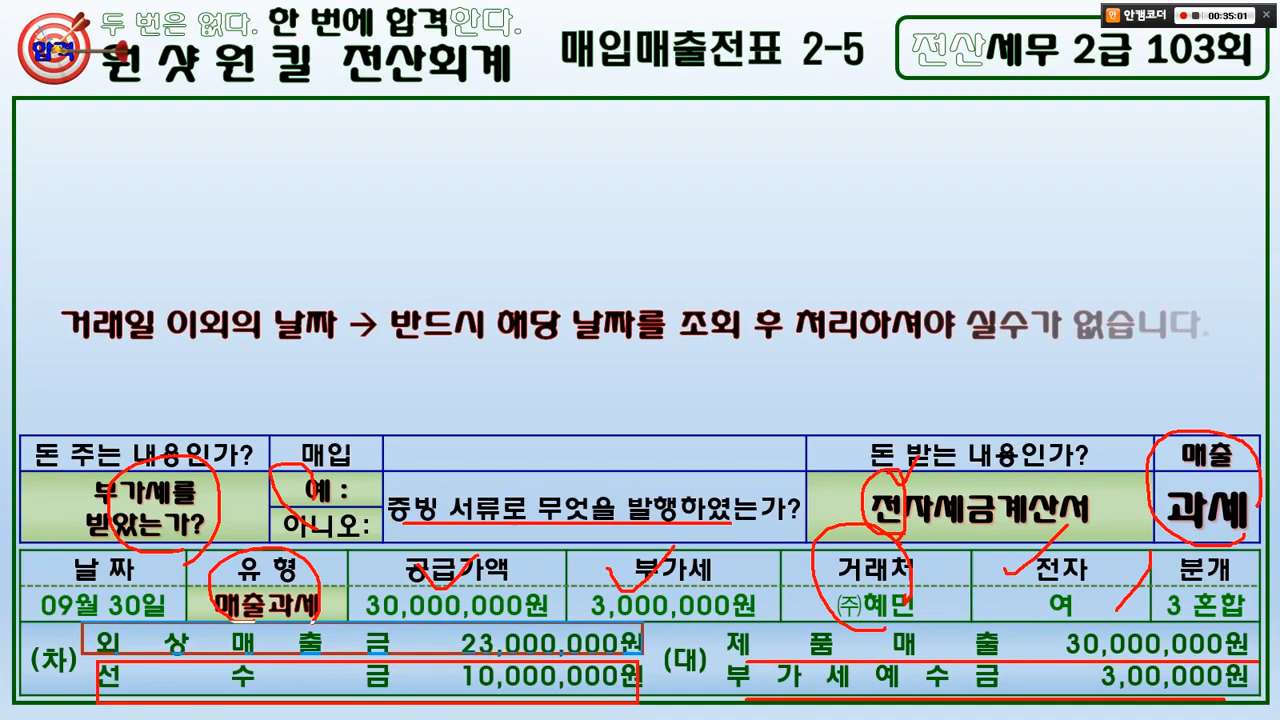 두 번은 없다. 한 번에 합격한다.
합격
원 샷 원 킬 전산회계
매입매출전표 2-5
전산세무 2급 103회
안캠코더 00:35:01
거래일 이외의 날짜 → 반드시 해당 날짜를 조회 후 처리하셔야 실수가 없습니다.
돈 주는 내용인가? 매입 돈 받는 내용인가? 매출
부가세를 받았는가? 예 : 아니오: 증빙 서류로 무엇을 발행하였는가? 전자세금계산서 과세
날 짜 유 형 공급가액 부가세 거래처 전자 분개
09월 30일 매출과세 30,000,000원 3,000,000원 ㈜혜민 여 3 혼합
(차) 외 상 매 출 금 23,000,000원 (대) 제 품 매 출 30,000,000원
선 수 금 10,000,000원 부 가 세 예 수 금 3,00,000원